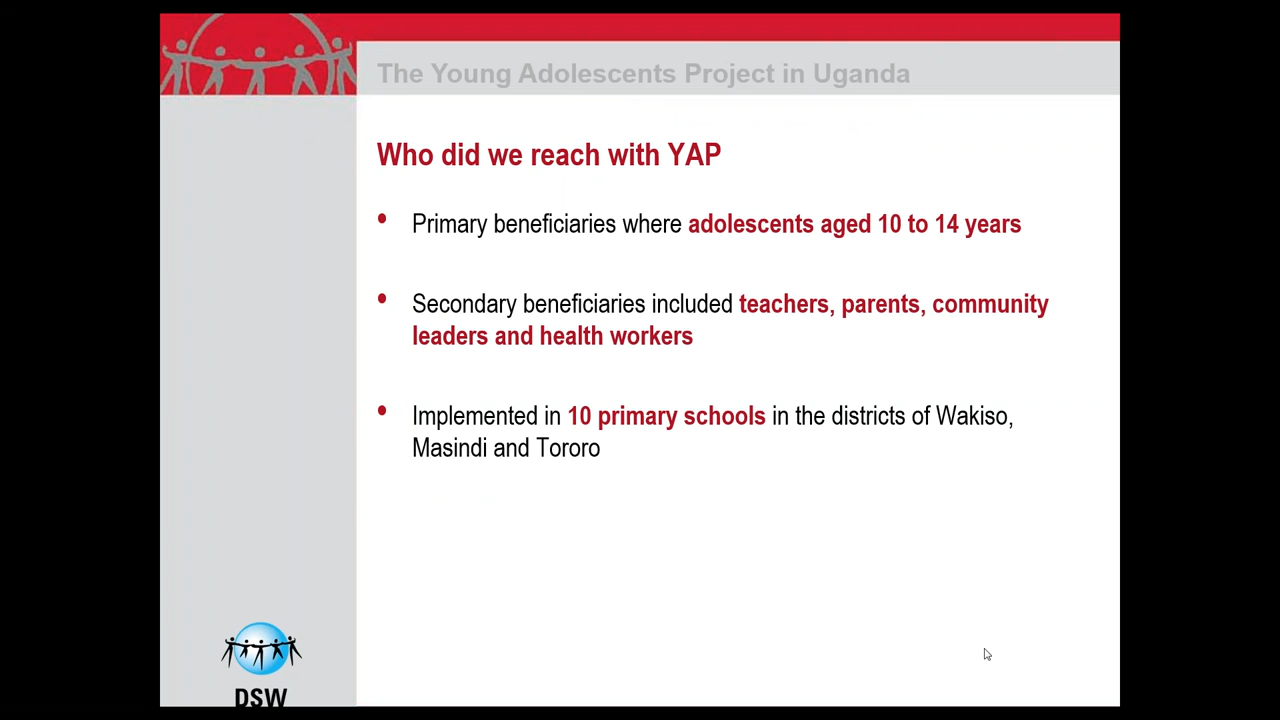 The Young Adolescents Project in Uganda
Who did we reach with YAP
• Primary beneficiaries where adolescents aged 10 to 14 years
• Secondary beneficiaries included teachers, parents, community
leaders and health workers
• Implemented in 10 primary schools in the districts of Wakiso,
Masindi and Tororo
DSW